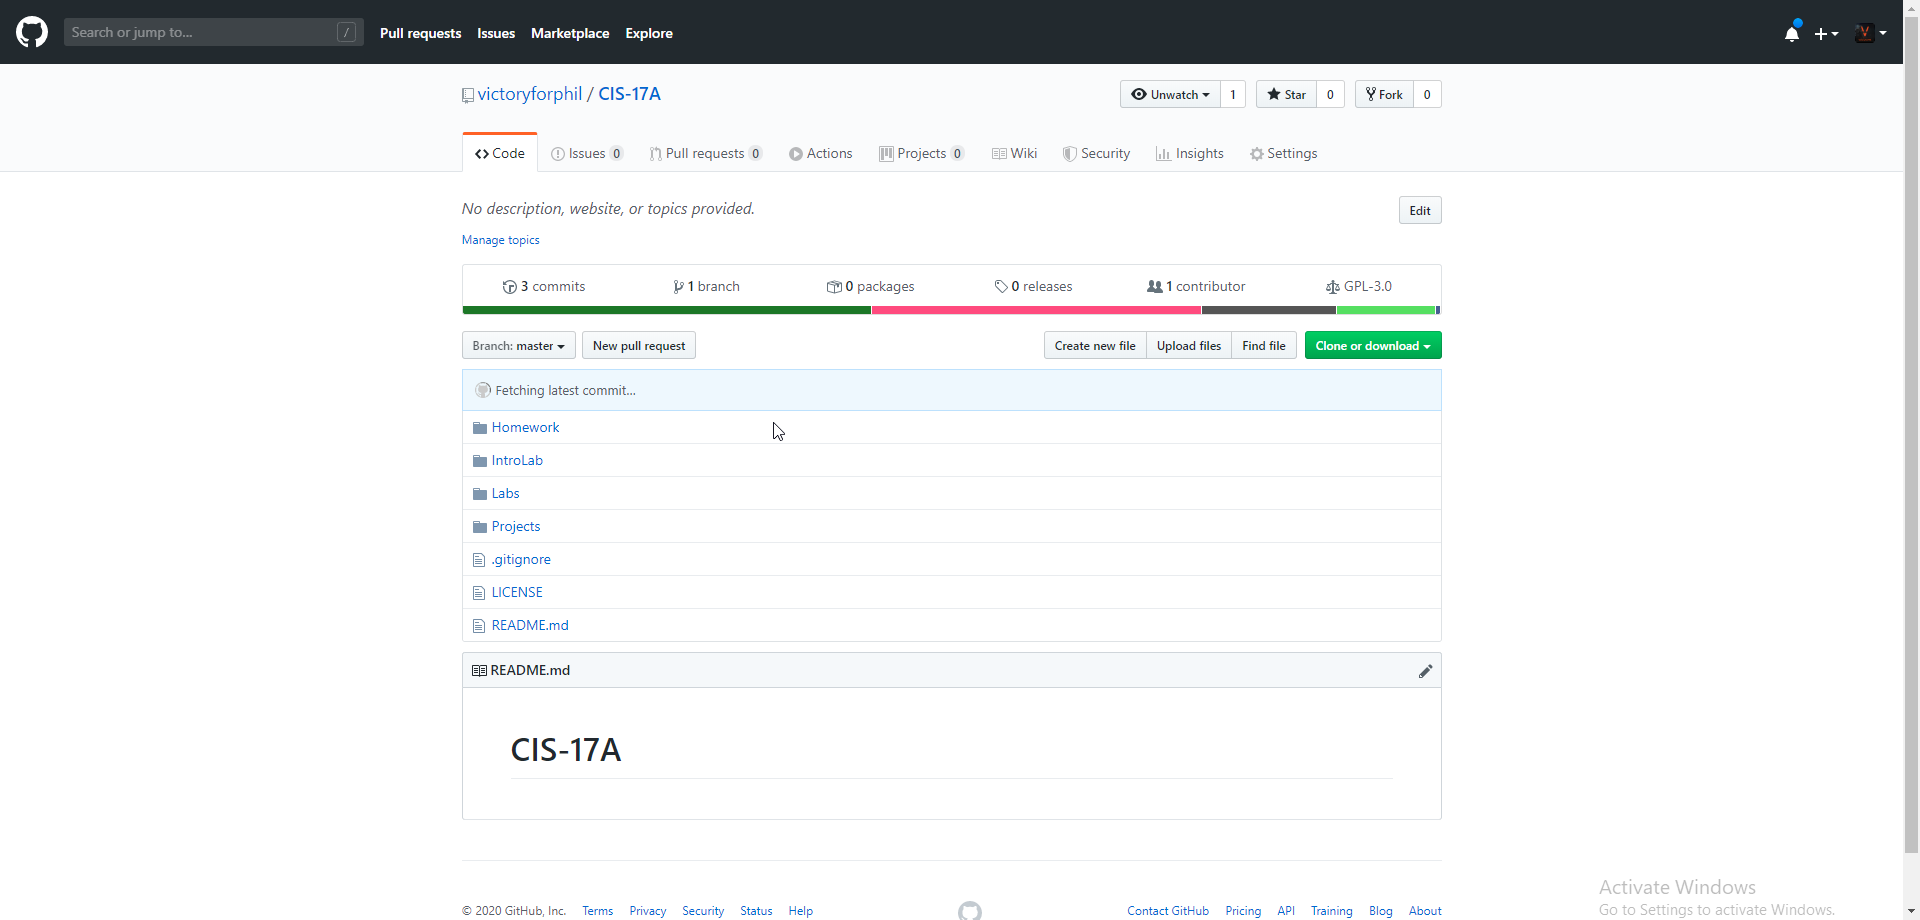 Search or jump to... /
Pull requests Issues Marketplace Explore
victoryforphil / CIS-17A
Unwatch 1 Star 0 Fork 0
Code Issues 0 Pull requests 0 Actions Projects 0 Wiki Security Insights Settings
No description, website, or topics provided.
Edit
Manage topics
3 commits 1 branch 0 packages 0 releases 1 contributor GPL-3.0
Branch: master New pull request Create new file Upload files Find file Clone or download
Fetching latest commit...
Homework
IntroLab
Labs
Projects
.gitignore
LICENSE
README.md
README.md
CIS-17A
© 2020 GitHub, Inc. Terms Privacy Security Status Help Contact GitHub Pricing API Training Blog About
Activate Windows
Go to Settings to activate Windows.